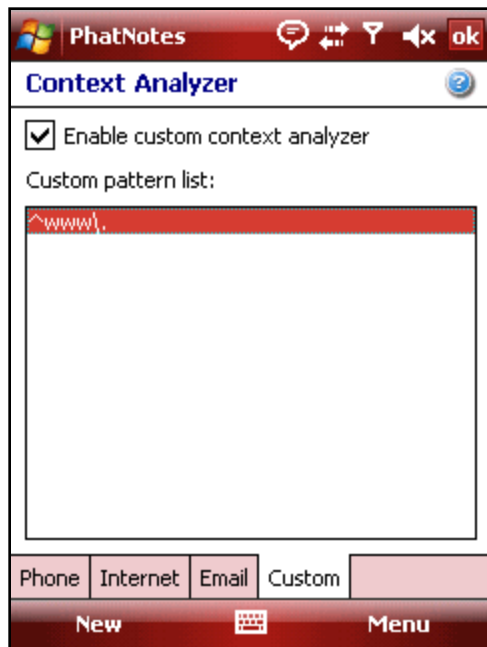 PhatNotes ok
Context Analyzer
Enable custom context analyzer
Custom pattern list:
^www\.
Phone Internet Email Custom
New Menu